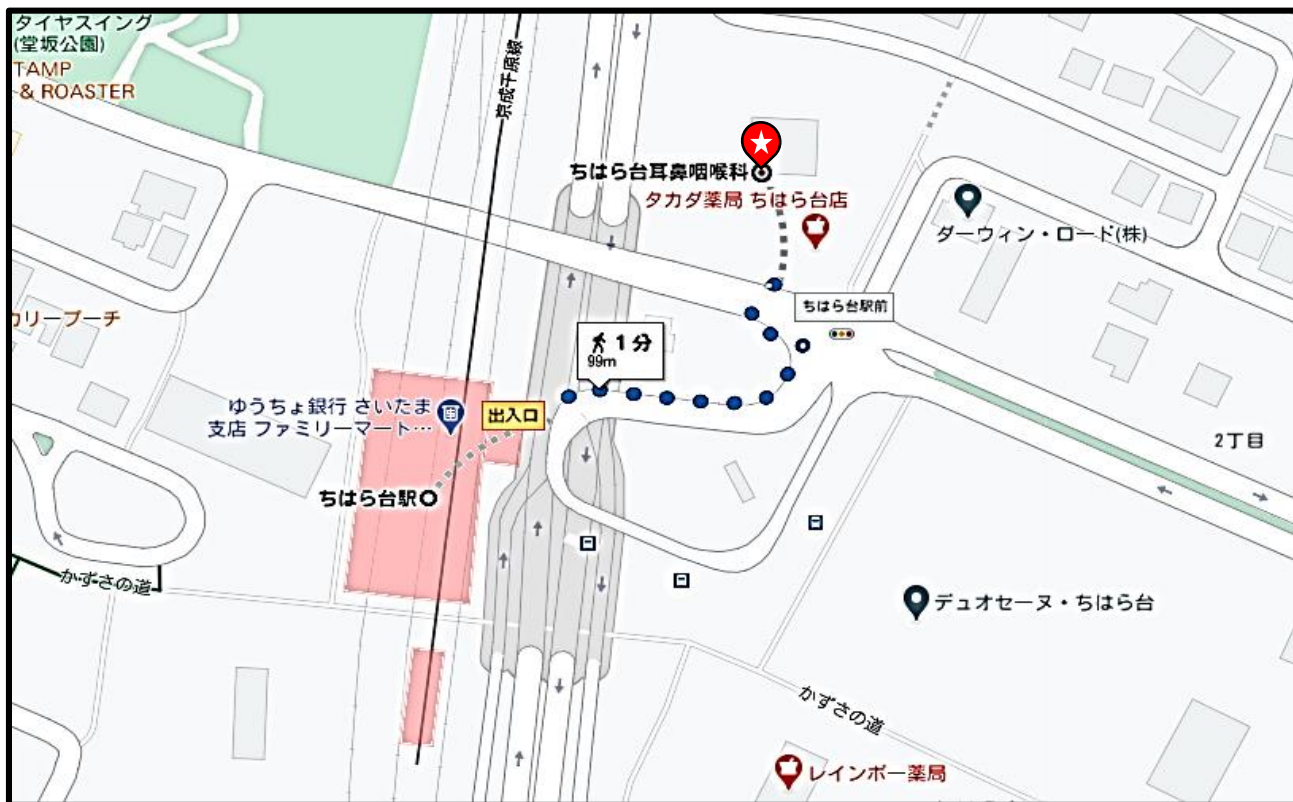 タイヤスイング
(堂坂公園)
TAMP
& ROASTER
京成千原線
ちはら台耳鼻咽喉科
タカダ薬局 ちはら台店
ダーウィン・ロード(株)
ちはら台駅前
カリープーチ
1分
99m
ゆうちょ銀行 さいたま
支店 ファミリーマート…
出入口
2丁目
ちはら台駅
かずさの道
デュオセーヌ・ちはら台
かずさの道
レインボー薬局